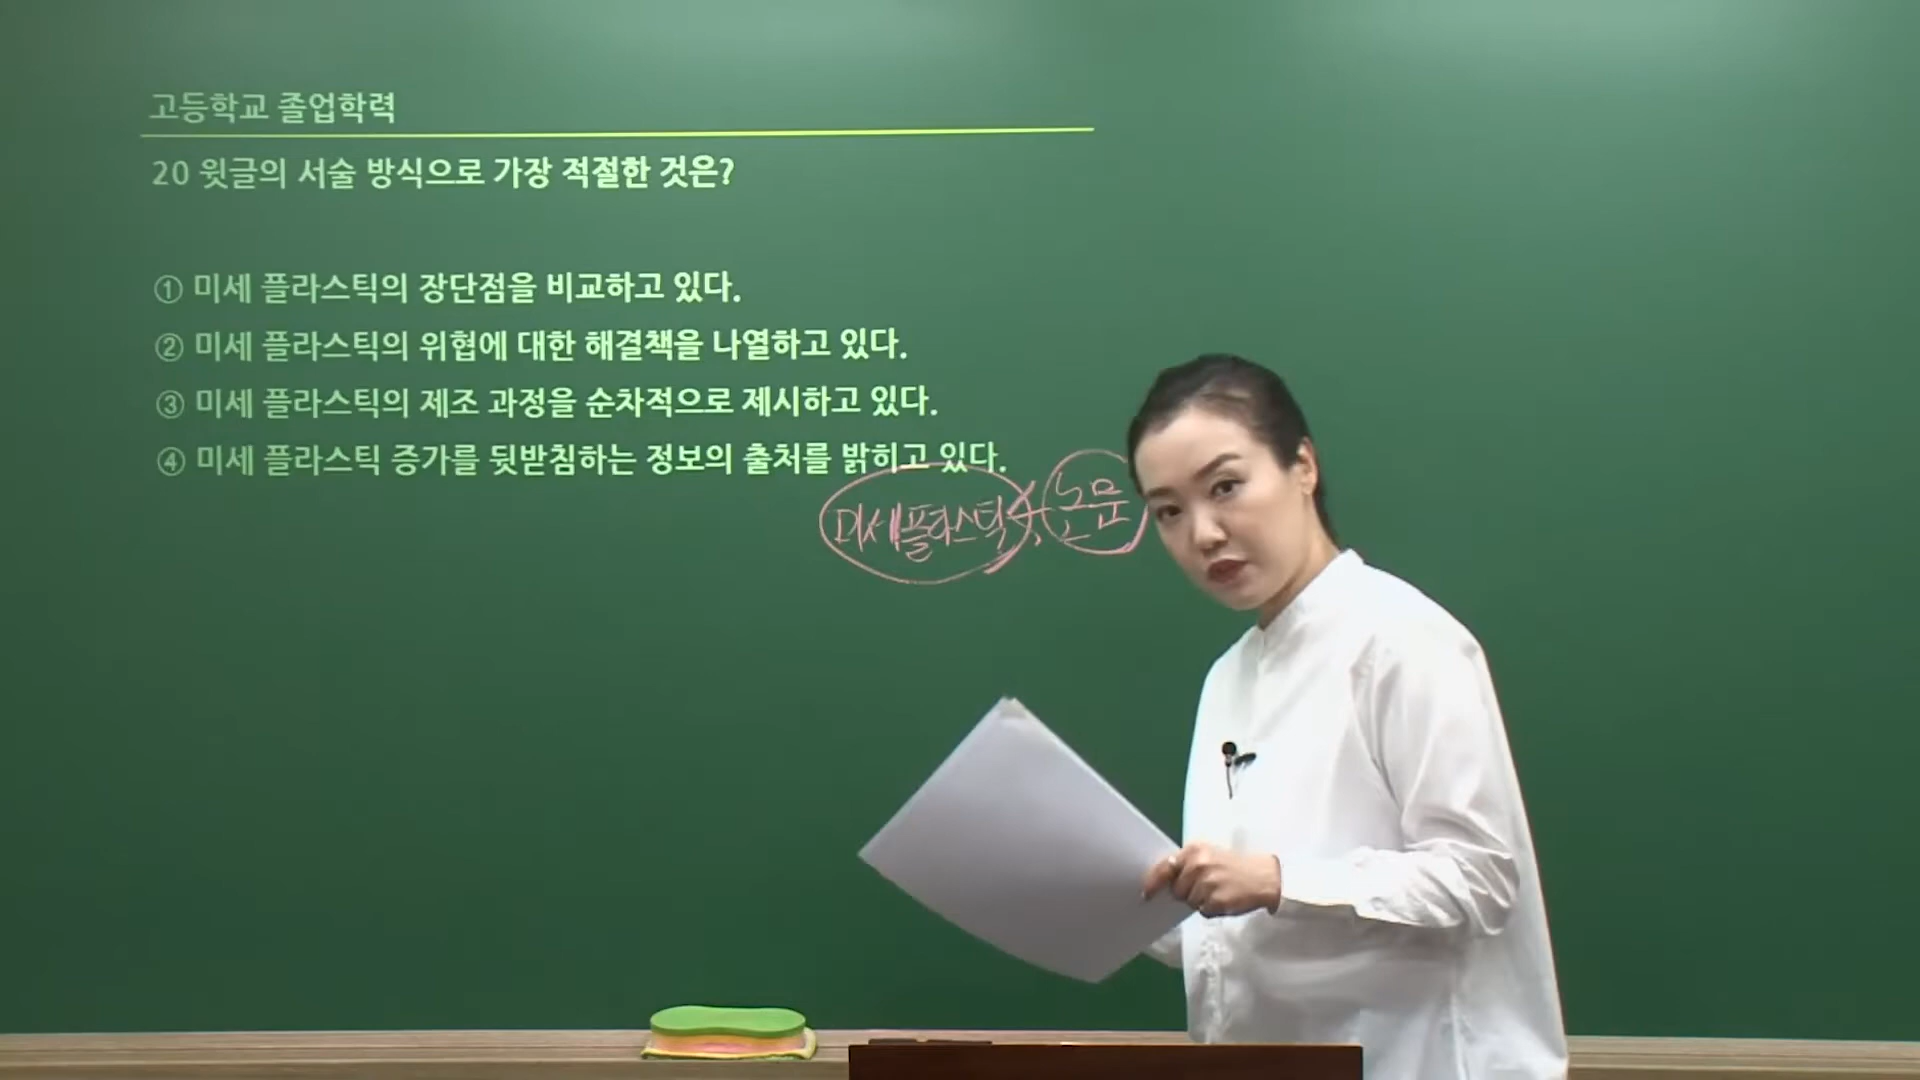 고등학교 졸업학력
20 윗글의 서술 방식으로 가장 적절한 것은?
① 미세 플라스틱의 장단점을 비교하고 있다.
② 미세 플라스틱의 위협에 대한 해결책을 나열하고 있다.
③ 미세 플라스틱의 제조 과정을 순차적으로 제시하고 있다.
④ 미세 플라스틱 증가를 뒷받침하는 정보의 출처를 밝히고 있다.
미세플라스틱 논문